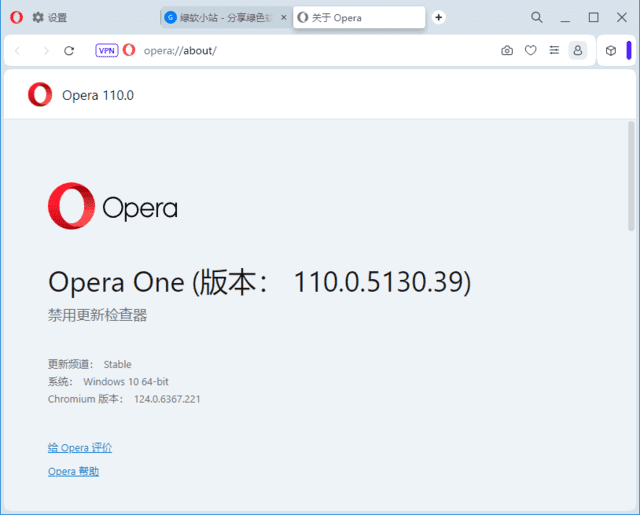 设置
绿软小站 - 分享绿色
关于 Opera
VPN
opera://about/
Opera 110.0
Opera
Opera One (版本： 110.0.5130.39)
禁用更新检查器
更新频道： Stable
系统： Windows 10 64-bit
Chromium 版本： 124.0.6367.221
给 Opera 评价
Opera 帮助